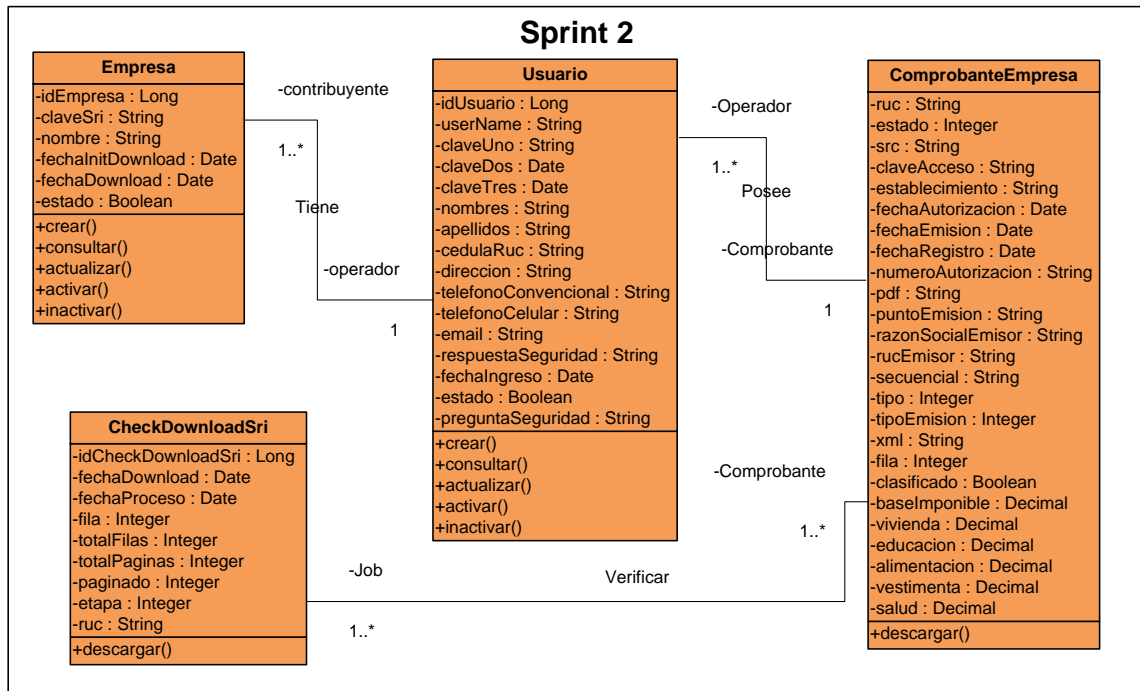 Sprint 2
Empresa
-idEmpresa : Long
-claveSri : String
-nombre : String
-fechaInitDownload : Date
-fechaDownload : Date
-estado : Boolean
+crear()
+consultar()
+actualizar()
+activar()
+inactivar()
-contribuyente
1..*
Tiene
-operador
1
Usuario
-idUsuario : Long
-userName : String
-claveUno : String
-claveDos : Date
-claveTres : Date
-nombres : String
-apellidos : String
-cedulaRuc : String
-direccion : String
-telefonoConvencional : String
-telefonoCelular : String
-email : String
-respuestaSeguridad : String
-fechaIngreso : Date
-estado : Boolean
-preguntaSeguridad : String
+crear()
+consultar()
+actualizar()
+activar()
+inactivar()
-Operador
1..*
Posee
-Comprobante
1
ComprobanteEmpresa
-ruc : String
-estado : Integer
-src : String
-claveAcceso : String
-establecimiento : String
-fechaAutorizacion : Date
-fechaEmision : Date
-fechaRegistro : Date
-numeroAutorizacion : String
-pdf : String
-puntoEmision : String
-razonSocialEmisor : String
-rucEmisor : String
-secuencial : String
-tipo : Integer
-tipoEmision : Integer
-xml : String
-fila : Integer
-clasificado : Boolean
-baseImponible : Decimal
-vivienda : Decimal
-educacion : Decimal
-alimentacion : Decimal
-vestimenta : Decimal
-salud : Decimal
+descargar()
CheckDownloadSri
-idCheckDownloadSri : Long
-fechaDownload : Date
-fechaProceso : Date
-fila : Integer
-totalFilas : Integer
-totalPaginas : Integer
-paginado : Integer
-etapa : Integer
-ruc : String
+descargar()
-Job
1..*
Verificar
-Comprobante
1..*